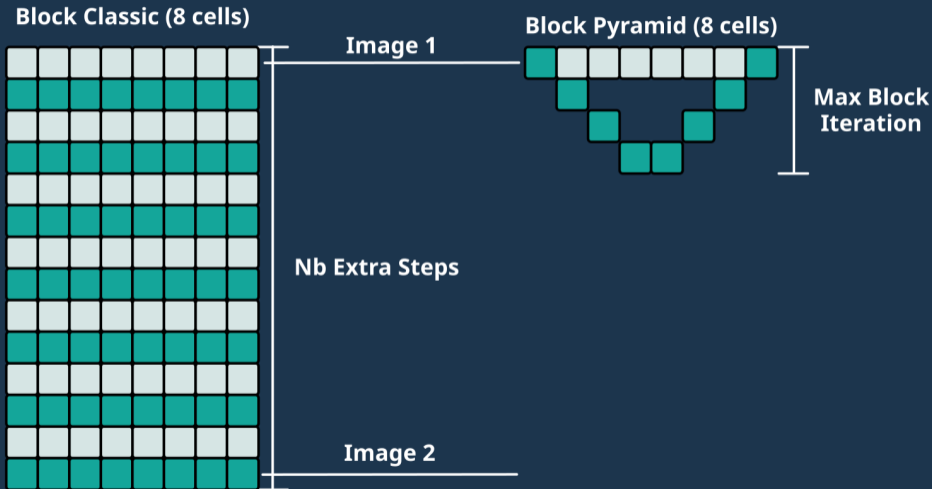 Block Classic (8 cells)
Block Pyramid (8 cells)
Image 1
Max Block
Iteration
Nb Extra Steps
Image 2